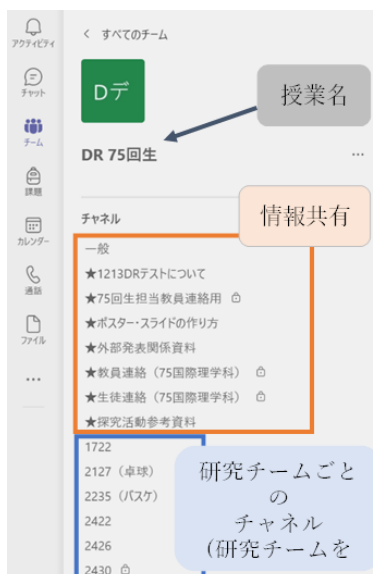 アクティビティ
チャット
チーム
課題
カレンダー
通話
ファイル
すべてのチーム
Dデ
授業名
DR 75回生
チャネル
情報共有
一般
★1213DRテストについて
★75回生担当教員連絡用
★ポスター・スライドの作り方
★外部発表関係資料
★教員連絡（75国際理学科）
★生徒連絡（75国際理学科）
★探究活動参考資料
1722
2127（卓球）
2235（バスケ）
2422
2426
2430
研究チームごと
の
チャネル
(研究チームを